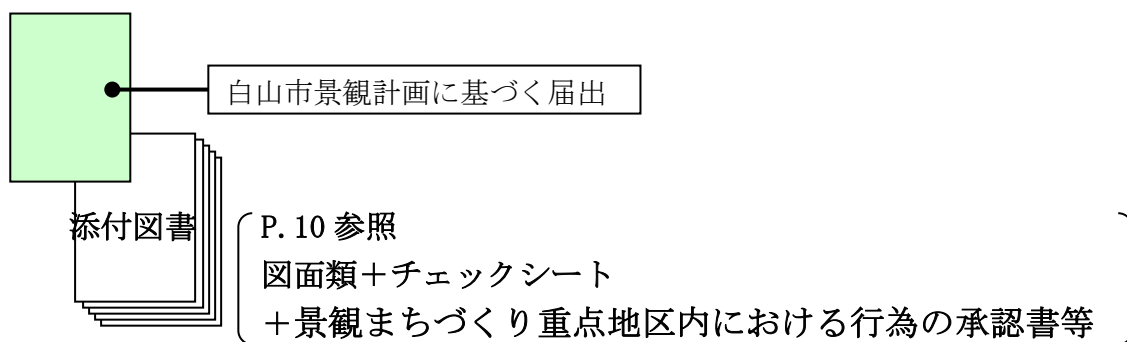 白山市景観計画に基づく届出
添付図書
P.10 参照
図面類＋チェックシート
＋景観まちづくり重点地区内における行為の承認書等